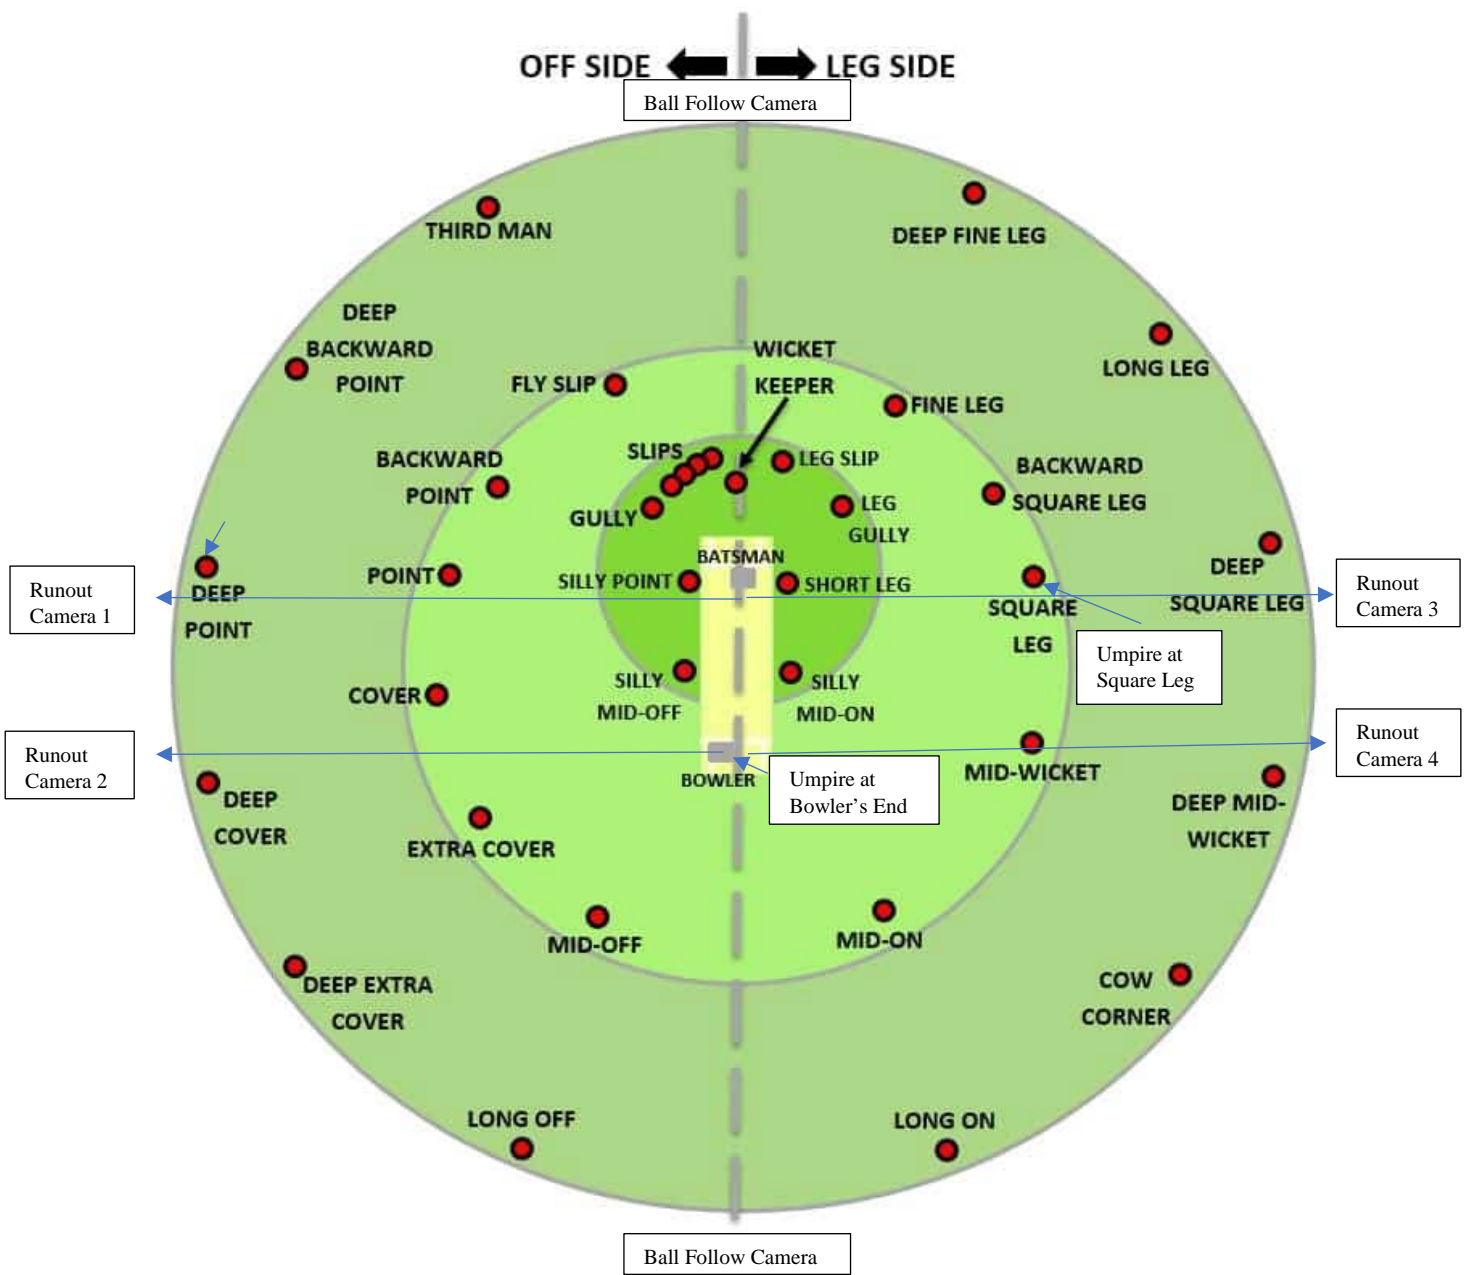 OFF SIDE
LEG SIDE
Ball Follow Camera
THIRD MAN
DEEP FINE LEG
DEEP
BACKWARD
POINT
WICKET
KEEPER
LONG LEG
FLY SLIP
FINE LEG
SLIPS
LEG SLIP
BACKWARD
POINT
BACKWARD
SQUARE LEG
GULLY
LEG
GULLY
BATSMAN
DEEP
SQUARE LEG
POINT
SILLY POINT
SHORT LEG
Runout
Camera 1
DEEP
POINT
Runout
Camera 3
SQUARE
LEG
Umpire at
Square Leg
COVER
SILLY
MID-OFF
SILLY
MID-ON
Runout
Camera 2
Runout
Camera 4
BOWLER
Umpire at
Bowler’s End
MID-WICKET
DEEP
COVER
DEEP MID-
WICKET
EXTRA COVER
MID-OFF
MID-ON
DEEP EXTRA
COVER
COW
CORNER
LONG OFF
LONG ON
Ball Follow Camera